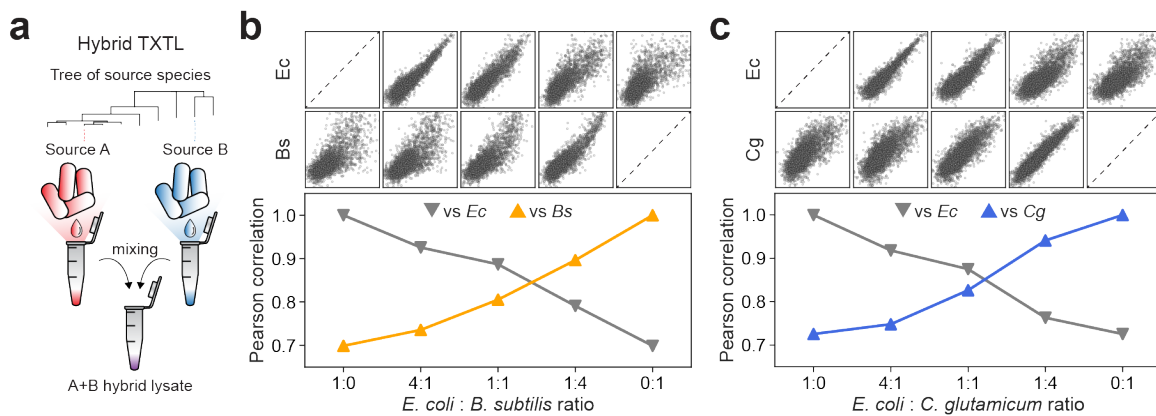 a
Hybrid TXTL
Tree of source species
Source A
Source B
mixing
A+B hybrid lysate
b
Ec
Bs
Pearson correlation
1.0
0.9
0.8
0.7
vs Ec
vs Bs
1:0
4:1
1:1
1:4
0:1
E. coli : B. subtilis ratio
c
Ec
Cg
Pearson correlation
1.0
0.9
0.8
0.7
vs Ec
vs Cg
1:0
4:1
1:1
1:4
0:1
E. coli : C. glutamicum ratio